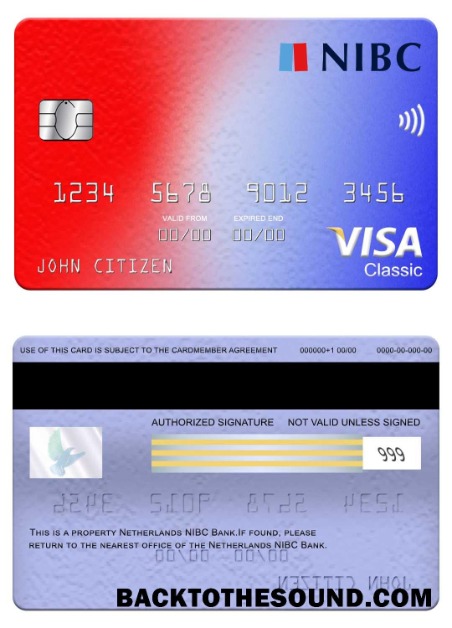 NIBC
1234 5678 9012 3456
VALID FROM EXPIRED END
00/00 00/00
VISA
JOHN CITIZEN
Classic
USE OF THIS CARD IS SUBJECT TO THE CARDMEMBER AGREEMENT 000000+1 00/00 0000-00-000-00
AUTHORIZED SIGNATURE NOT VALID UNLESS SIGNED
999
THIS IS A PROPERTY NETHERLANDS NIBC BANK.IF FOUND, PLEASE
RETURN TO THE NEAREST OFFICE OF THE NETHERLANDS NIBC BANK.
BACKTOTHESOUND.COM